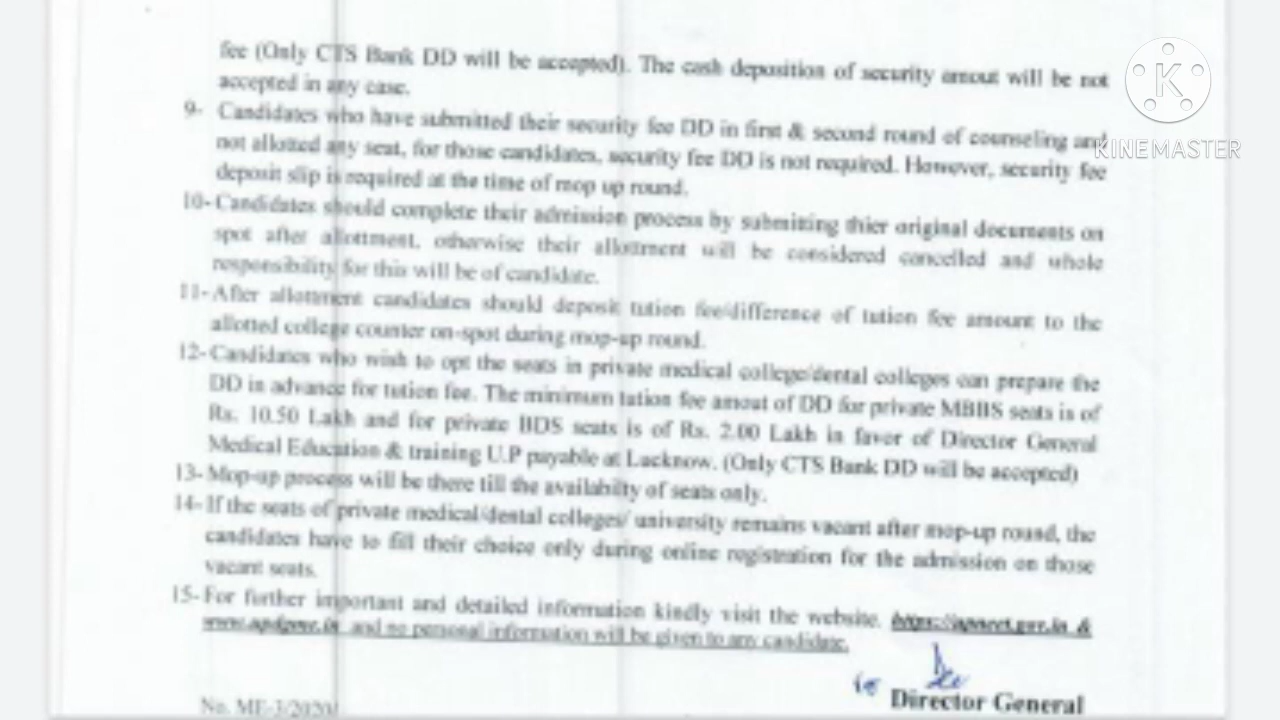 fee (Only CTS Bank DD will be accepted). The cash deposition of security amout will be not
accepted in any case.
9- Candidates who have submitted their security fee DD in first & second round of counseling and
not allotted any seat, for those candidates, security fee DD is not required. However, security fee
deposit slip is required at the time of mop up round.
10- Candidates should complete their admission process by submitting thier original documents on
spot after allottment, otherwise their allottment will be considered cancelled and whole
responsibility for this will be of candidate.
11- After allottment candidates should deposit tution fee/difference of tution fee amount to the
allotted college counter on-spot during mop-up round.
12- Candidates who wish to opt the seats in private medical college/dental colleges can prepare the
DD in advance for tution fee. The minimum tution fee amout of DD for private MBBS seats is of
Rs. 10.50 Lakh and for private BDS seats is of Rs. 2.00 Lakh in favor of Director General
Medical Education & training U.P payable at Lacknow. (Only CTS Bank DD will be accepted)
13- Mop-up process will be there till the availabilty of seats only.
14- If the seats of private medical/dental colleges/ university remains vacant after mop-up round, the
candidates have to fill their choice only during online registration for the admission on those
vacant seats.
15- For further important and detailed information kindly visit the website. https://upneet.gov.in &
and no personal information will be given to any candidate.
Director General
No. ME-3/2020/
K
KINEMASTER